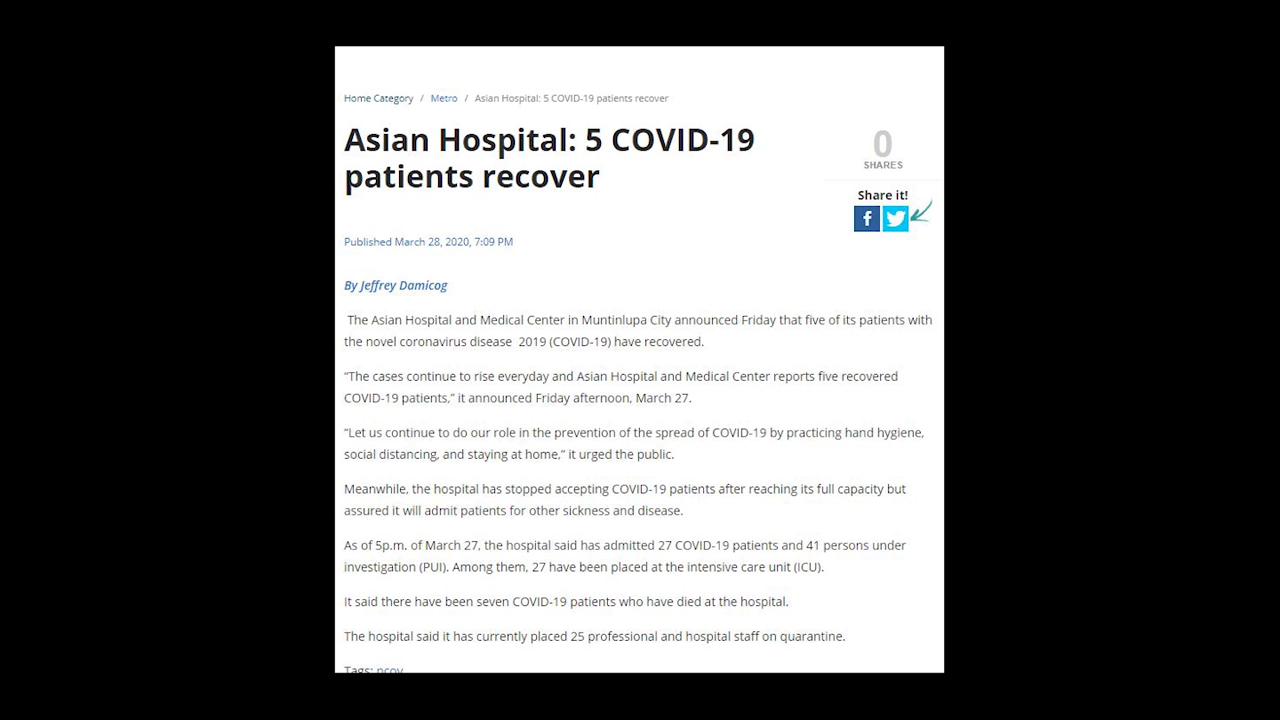 Home Category / Metro / Asian Hospital: 5 COVID-19 patients recover
Asian Hospital: 5 COVID-19
patients recover
0
SHARES
Share it!
Published March 28, 2020, 7:09 PM
By Jeffrey Damicog
The Asian Hospital and Medical Center in Muntinlupa City announced Friday that five of its patients with
the novel coronavirus disease 2019 (COVID-19) have recovered.
“The cases continue to rise everyday and Asian Hospital and Medical Center reports five recovered
COVID-19 patients,” it announced Friday afternoon, March 27.
“Let us continue to do our role in the prevention of the spread of COVID-19 by practicing hand hygiene,
social distancing, and staying at home,” it urged the public.
Meanwhile, the hospital has stopped accepting COVID-19 patients after reaching its full capacity but
assured it will admit patients for other sickness and disease.
As of 5p.m. of March 27, the hospital said has admitted 27 COVID-19 patients and 41 persons under
investigation (PUI). Among them, 27 have been placed at the intensive care unit (ICU).
It said there have been seven COVID-19 patients who have died at the hospital.
The hospital said it has currently placed 25 professional and hospital staff on quarantine.
Tags: ncov